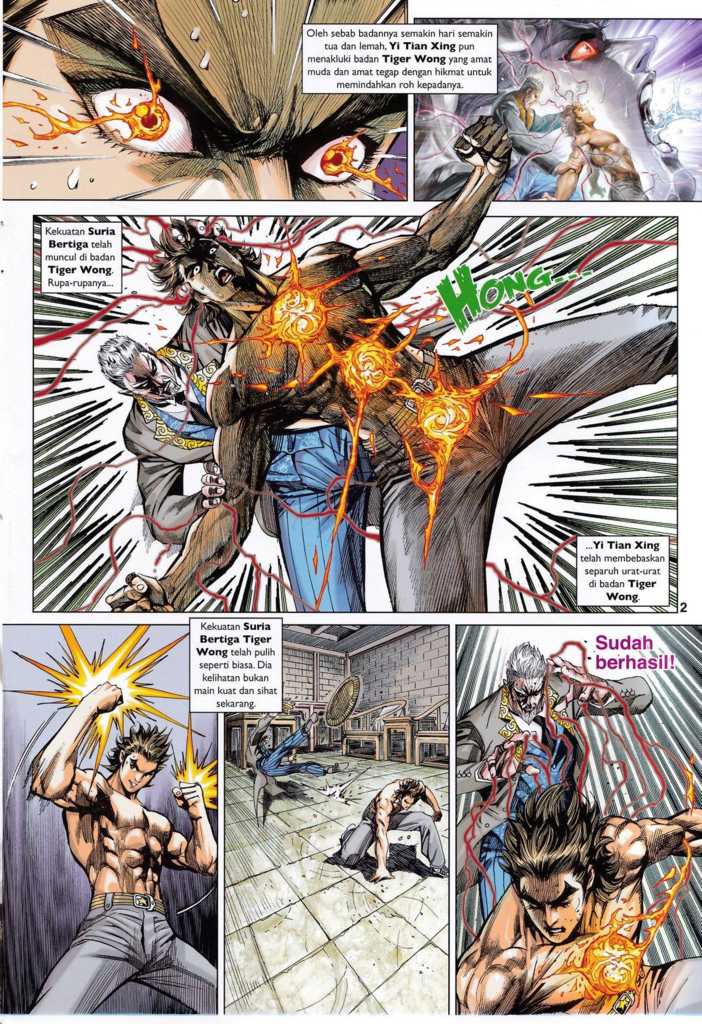 Oleh sebab badannya semakin hari semakin
tua dan lemah, Yi Tian Xing pun
menakluki badan Tiger Wong yang amat
muda dan amat tegap dengan hikmat untuk
memindahkan roh kepadanya.
Kekuatan Suria
Bertiga telah
muncul di badan
Tiger Wong.
Rupa-rupanya...
HONG---
...Yi Tian Xing
telah membebaskan
separuh urat-urat
di badan Tiger
Wong.
2
Kekuatan Suria
Bertiga Tiger
Wong telah pulih
seperti biasa. Dia
kelihatan bukan
main kuat dan sihat
sekarang.
Sudah
berhasil!